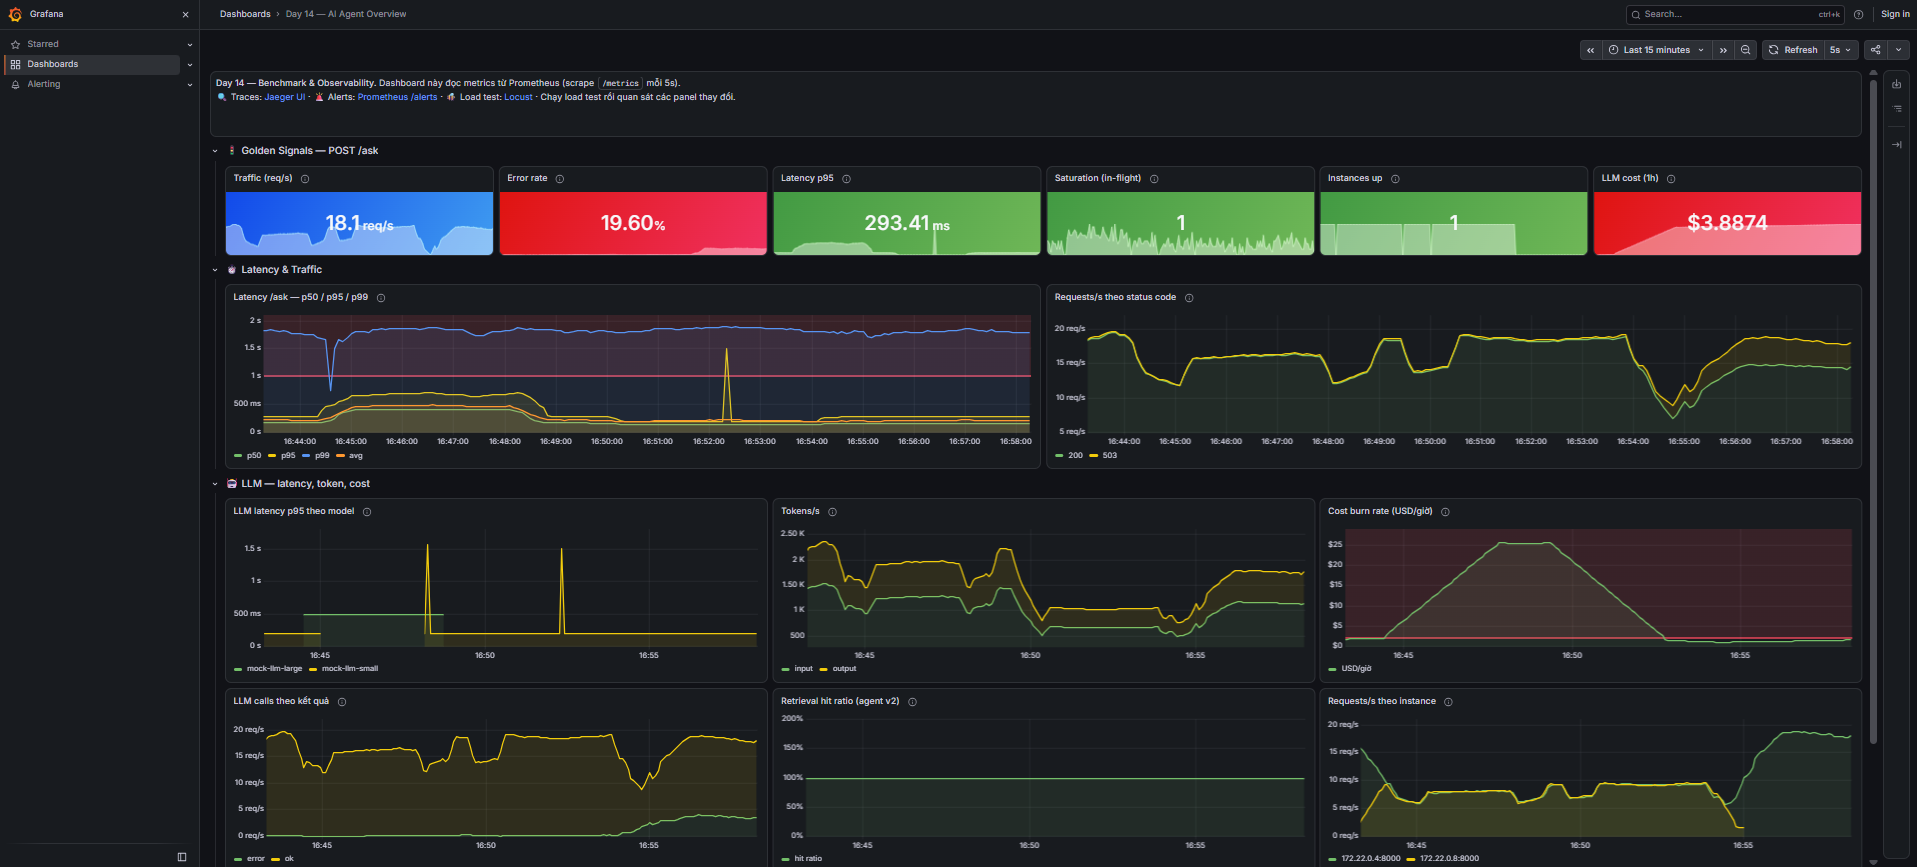 Grafana
Dashboards › Day 14 — AI Agent Overview
Search...
ctrl+k
Sign in
Starred
Dashboards
Alerting
Last 15 minutes
Refresh
5s
Day 14 — Benchmark & Observability. Dashboard này đọc metrics từ Prometheus (scrape /metrics mỗi 5s).
Traces: Jaeger UI · Alerts: Prometheus /alerts · Load test: Locust · Chạy load test rồi quan sát các panel thay đổi.
Golden Signals — POST /ask
Traffic (req/s)
18.1 req/s
Error rate
19.60%
Latency p95
293.41 ms
Saturation (in-flight)
1
Instances up
1
LLM cost (1h)
$3.8874
Latency & Traffic
Latency /ask — p50 / p95 / p99
2 s
1.5 s
1 s
500 ms
0 s
16:44:00 16:45:00 16:46:00 16:47:00 16:48:00 16:49:00 16:50:00 16:51:00 16:52:00 16:53:00 16:54:00 16:55:00 16:56:00 16:57:00 16:58:00
p50 p95 p99 avg
Requests/s theo status code
20 req/s
15 req/s
10 req/s
5 req/s
16:44:00 16:45:00 16:46:00 16:47:00 16:48:00 16:49:00 16:50:00 16:51:00 16:52:00 16:53:00 16:54:00 16:55:00 16:56:00 16:57:00 16:58:00
200 503
LLM — latency, token, cost
LLM latency p95 theo model
1.5 s
1 s
500 ms
0 s
16:45 16:50 16:55
mock-llm-large mock-llm-small
Tokens/s
2.50 K
2 K
1.50 K
1 K
500
16:45 16:50 16:55
input output
Cost burn rate (USD/giờ)
$25
$20
$15
$10
$5
$0
16:45 16:50 16:55
USD/giờ
LLM calls theo kết quả
20 req/s
15 req/s
10 req/s
5 req/s
0 req/s
16:45 16:50 16:55
error ok
Retrieval hit ratio (agent v2)
200%
150%
100%
50%
0%
16:45 16:50 16:55
hit ratio
Requests/s theo instance
20 req/s
15 req/s
10 req/s
5 req/s
0 req/s
16:45 16:50 16:55
172.22.0.4:8000 172.22.0.8:8000